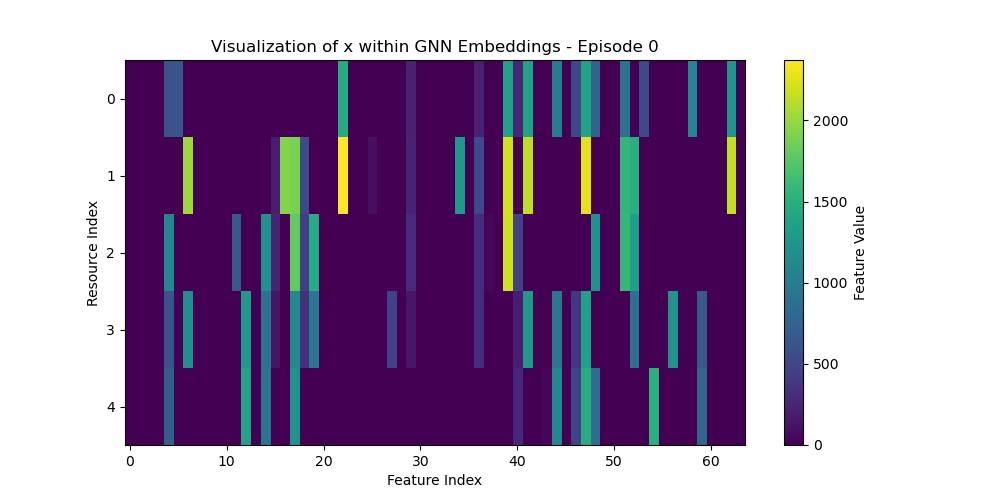 Visualization of x within GNN Embeddings - Episode 0
Resource Index
0
1
2
3
4
0 10 20 30 40 50 60
Feature Index
2000
1500
1000
500
0
Feature Value